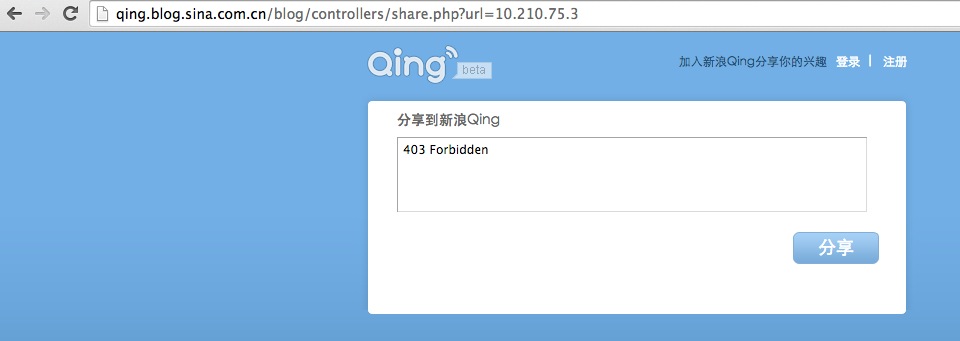 qing.blog.sina.com.cn/blog/controllers/share.php?url=10.210.75.3
Qing beta
加入新浪Qing分享你的兴趣 登录 | 注册
分享到新浪Qing
403 Forbidden
分享